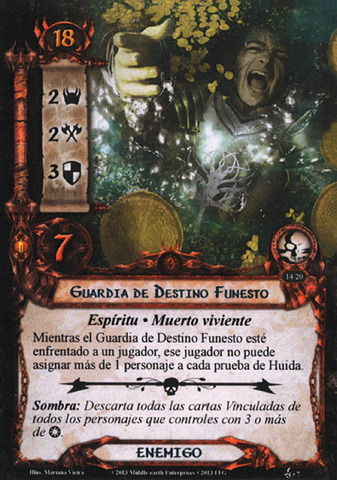 18
2
2
3
7
14/20
GUARDIA DE DESTINO FUNESTO
Espíritu • Muerto viviente
Mientras el Guardia de Destino Funesto esté
enfrentado a un jugador, ese jugador no puede
asignar más de 1 personaje a cada prueba de Huida.
Sombra: Descarta todas las cartas Vinculadas de
todos los personajes que controles con 3 o más
de
ENEMIGO
Illus. Mariana Vieira
©2013 Middle-earth Enterprises ©2013 FFG